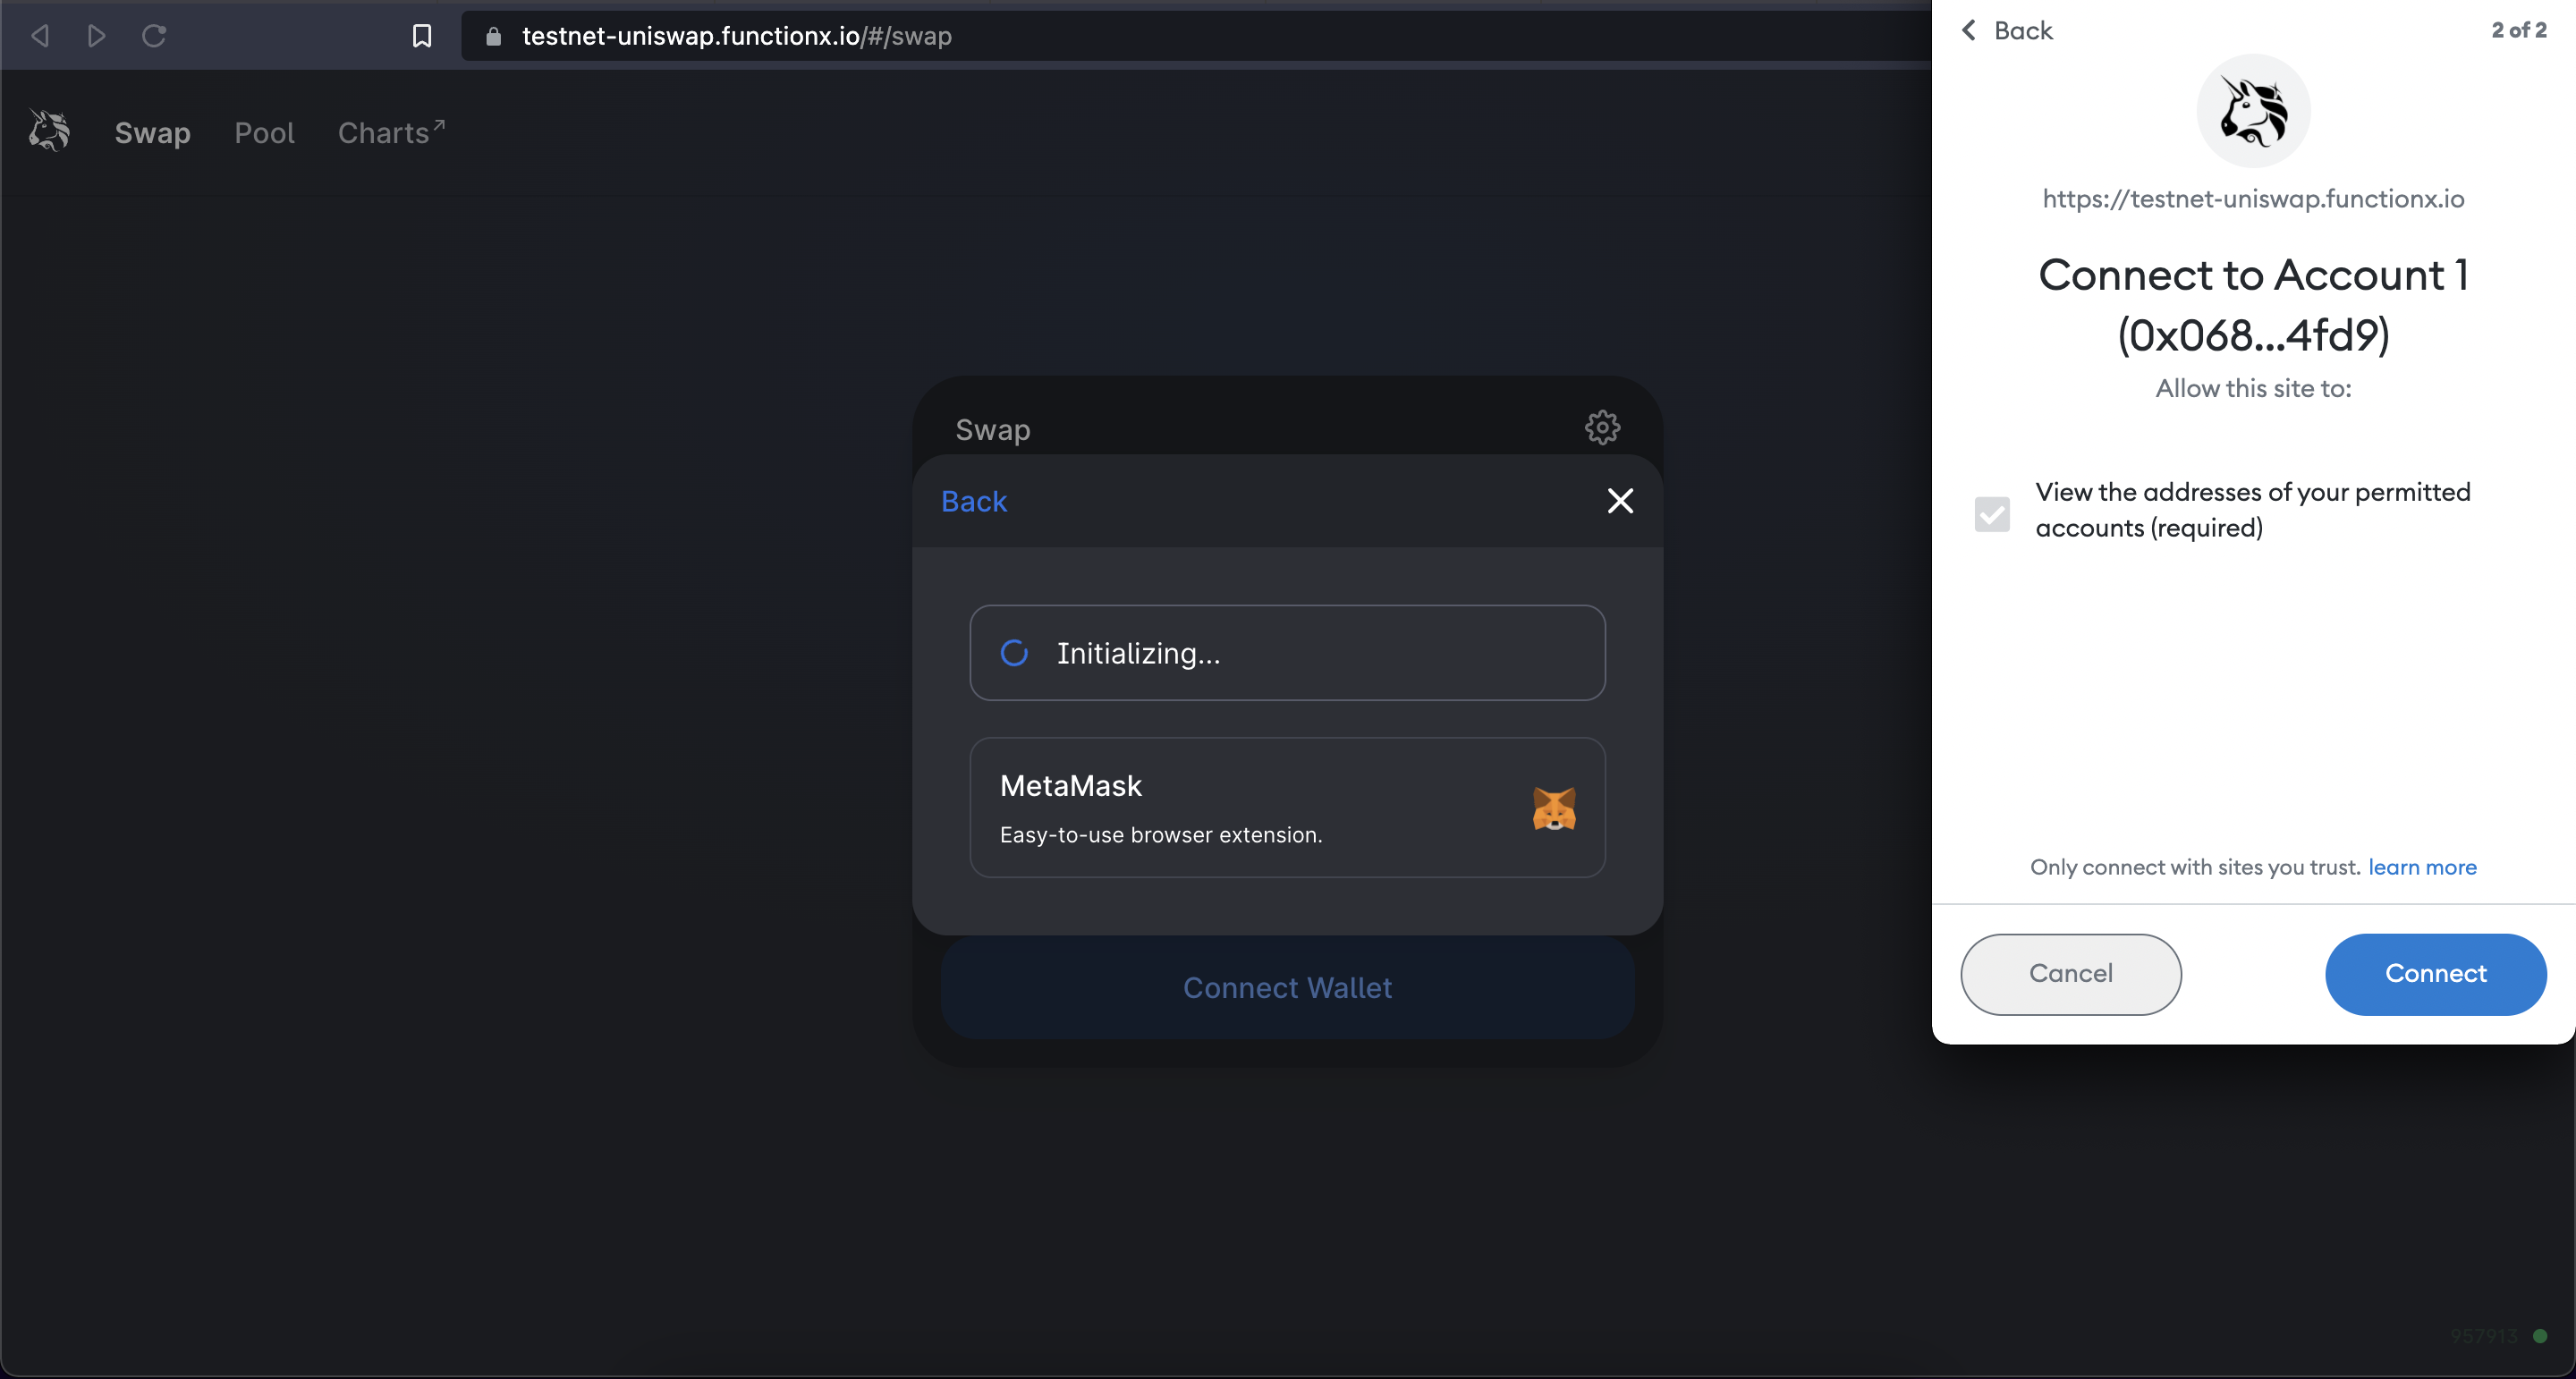 testnet-uniswap.functionx.io/#/swap
Swap
Pool
Charts↗
Swap
Back
Initializing...
MetaMask
Easy-to-use browser extension.
Connect Wallet
Back
2 of 2
https://testnet-uniswap.functionx.io
Connect to Account 1
(0x068...4fd9)
Allow this site to:
View the addresses of your permitted
accounts (required)
Only connect with sites you trust. learn more
Cancel
Connect
957913